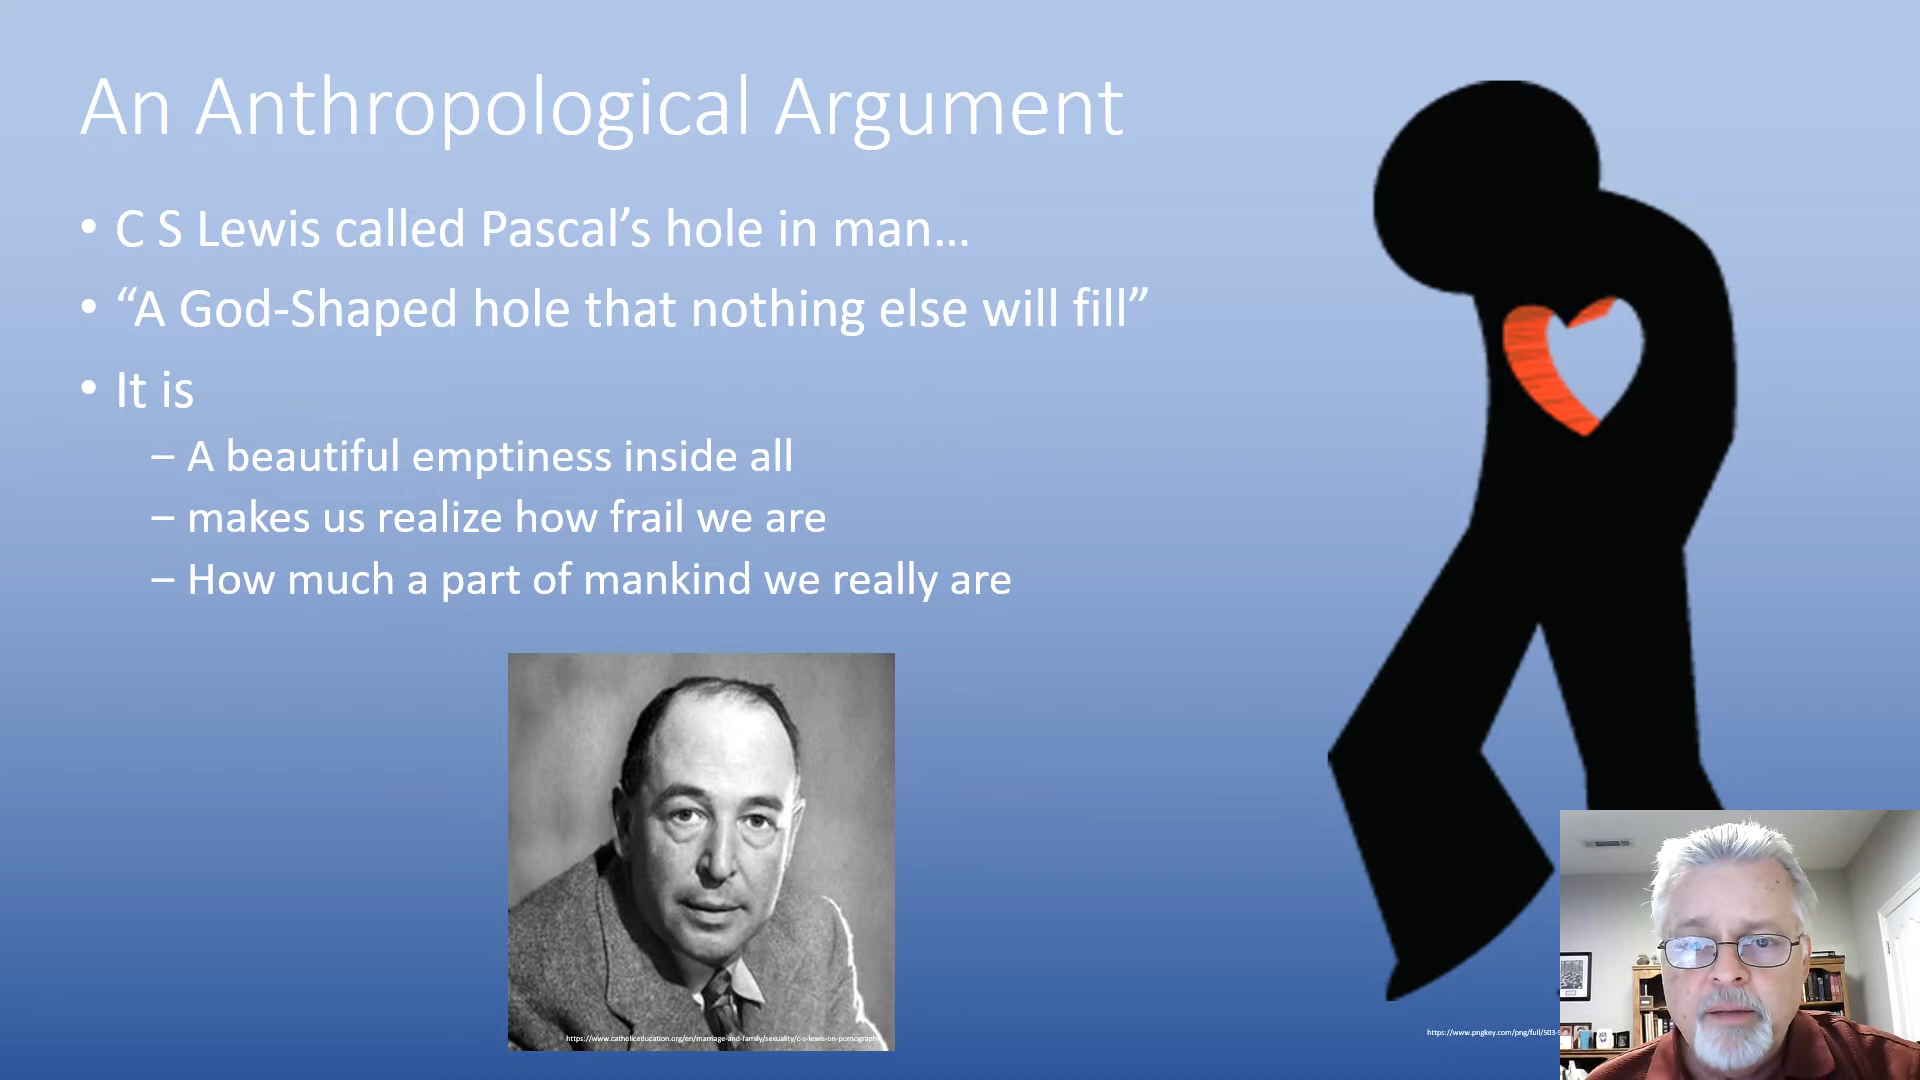 An Anthropological Argument
• C S Lewis called Pascal’s hole in man…
• “A God-Shaped hole that nothing else will fill”
• It is
– A beautiful emptiness inside all
– makes us realize how frail we are
– How much a part of mankind we really are
https://www.catholiceducation.org/en/marriage-and-family/sexuality/c-s-lewis-on-pornography
https://www.pngkey.com/png/full/503-5